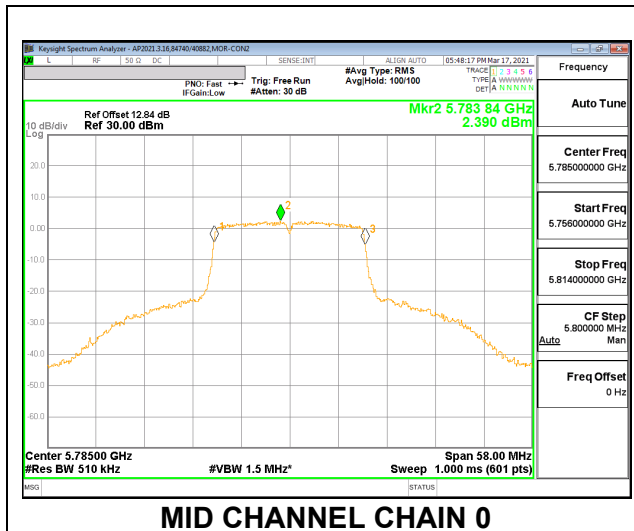 Keysight Spectrum Analyzer - AP2021.3.16,84740/40882,MOR-CON2
LXI L RF 50 Ω DC SENSE:INT ALIGN AUTO 05:48:17 PM Mar 17, 2021
PNO: Fast
IFGain:Low
Trig: Free Run
#Atten: 30 dB
#Avg Type: RMS
Avg|Hold: 100/100
TRACE 1 2 3 4 5 6
TYPE A WWWWW
DET A N N N N N
Frequency
Auto Tune
Center Freq
5.785000000 GHz
Start Freq
5.756000000 GHz
Stop Freq
5.814000000 GHz
CF Step
5.800000 MHz
Auto Man
Freq Offset
0 Hz
Ref Offset 12.84 dB
Ref 30.00 dBm
10 dB/div
Log
Mkr2 5.783 84 GHz
2.390 dBm
20.0
10.0
0.00
-10.0
-20.0
-30.0
-40.0
-50.0
-60.0
1
2
3
Center 5.78500 GHz
Span 58.00 MHz
#Res BW 510 kHz
#VBW 1.5 MHz*
Sweep 1.000 ms (601 pts)
MSG
STATUS
MID CHANNEL CHAIN 0